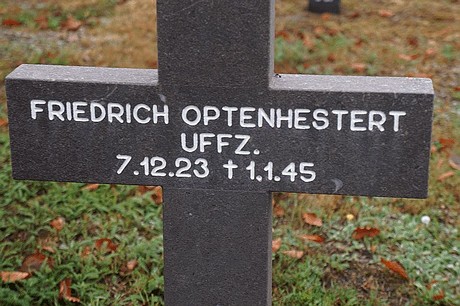 FRIEDRICH OPTENHESTERT
UFFZ.
7.12.23 † 1.1.45